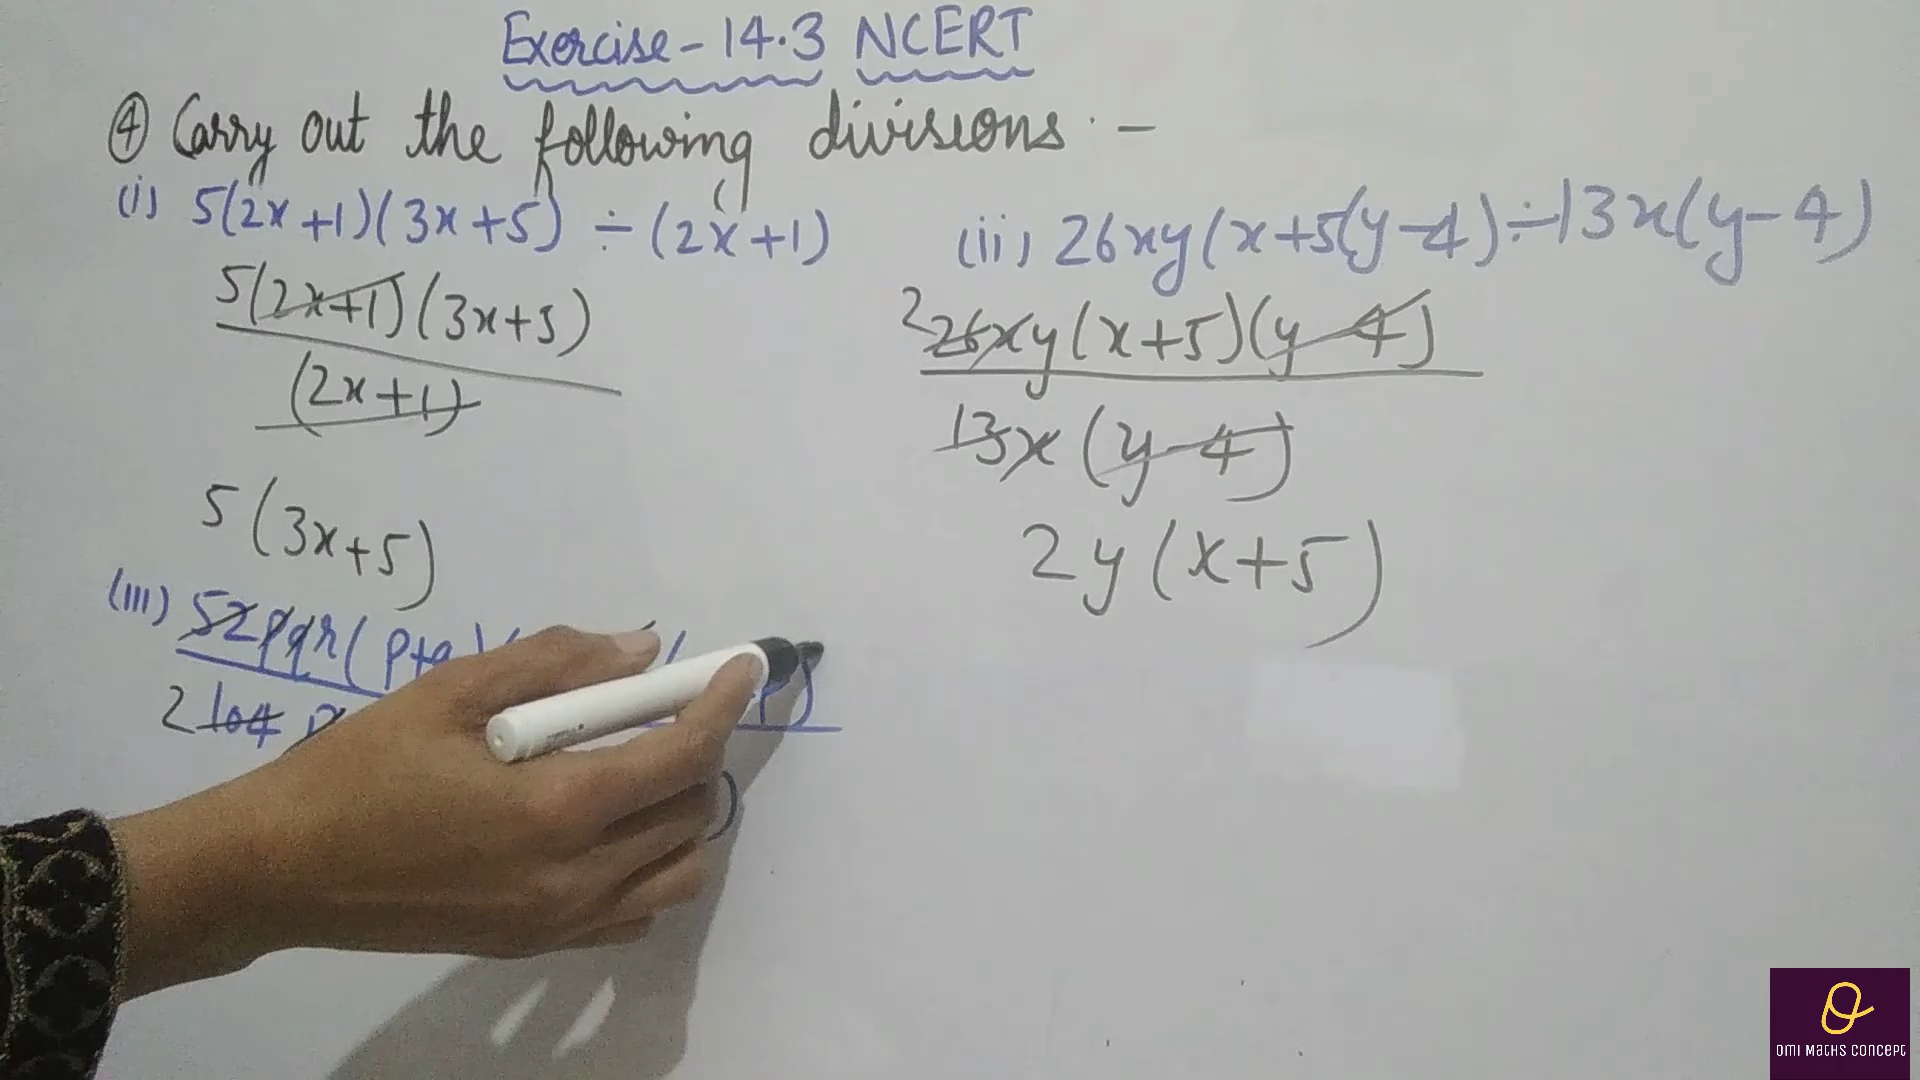 Exercise - 14.3 NCERT
④ Carry out the following divisions :-
(i) 5(2x+1)(3x+5) ÷ (2x+1)
5(2x+1)(3x+5)
(2x+1)
5(3x+5)
(ii) 26xy(x+5(y-4)÷13x(y-4)
2 26xy(x+5)(y-4)
13x(y-4)
2y(x+5)
(iii) 52pqr(p+q)(
p)
2 104 p
)
OMI MATHS CONCEPT